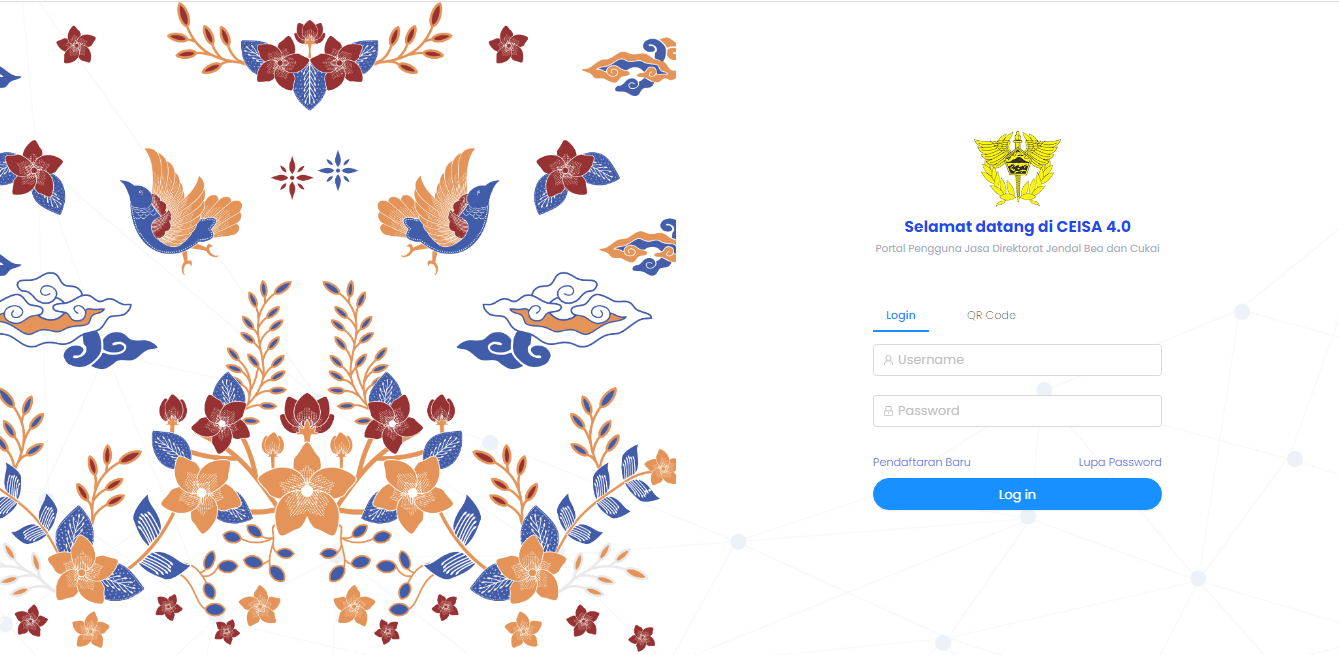 Selamat datang di CEISA 4.0
Portal Pengguna Jasa Direktorat Jendal Bea dan Cukai
Login
QR Code
Username
Password
Pendaftaran Baru
Lupa Password
Log in